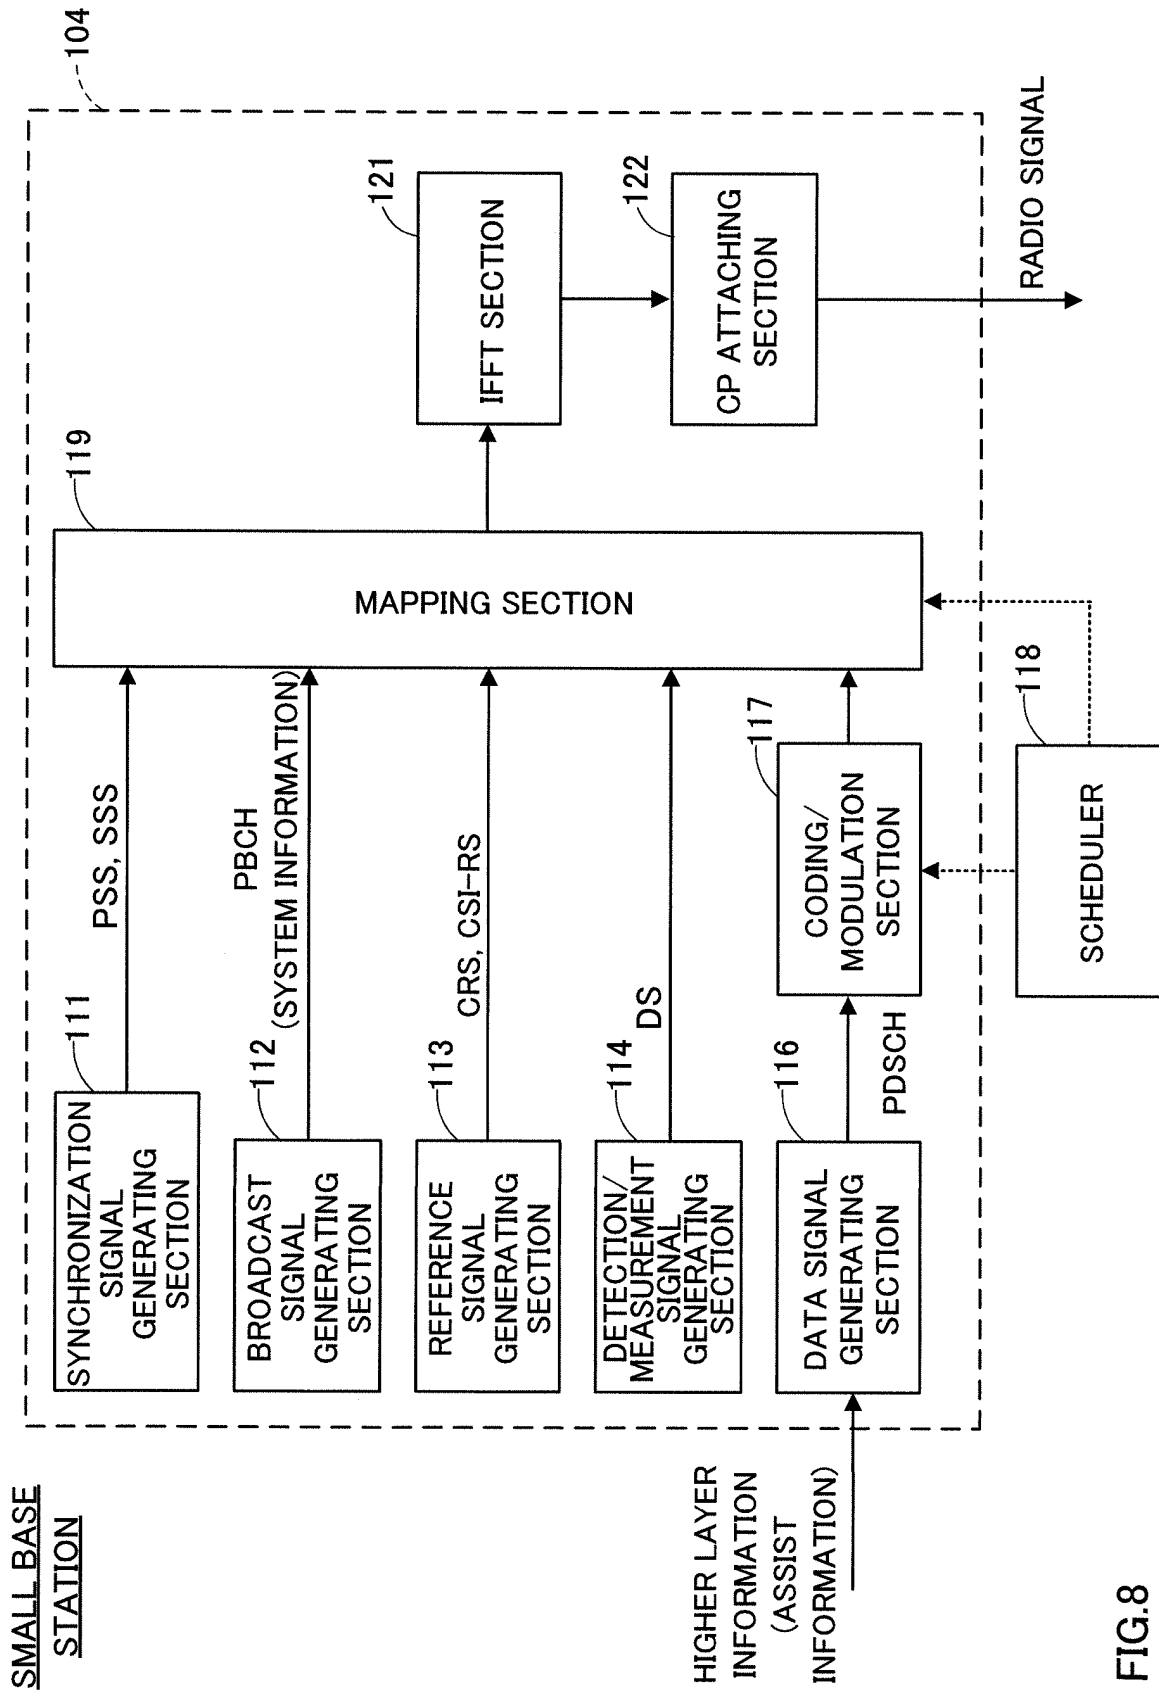 SMALL BASE
STATION
104
111
SYNCHRONIZATION
SIGNAL
GENERATING
SECTION
PSS, SSS
112
BROADCAST
SIGNAL
GENERATING
SECTION
PBCH
(SYSTEM INFORMATION)
113
REFERENCE
SIGNAL
GENERATING
SECTION
CRS, CSI-RS
114
DETECTION/
MEASUREMENT
SIGNAL
GENERATING
SECTION
DS
HIGHER LAYER
INFORMATION
(ASSIST
INFORMATION)
116
DATA SIGNAL
GENERATING
SECTION
PDSCH
117
CODING/
MODULATION
SECTION
118
SCHEDULER
119
MAPPING SECTION
121
IFFT SECTION
122
CP ATTACHING
SECTION
RADIO SIGNAL
FIG.8